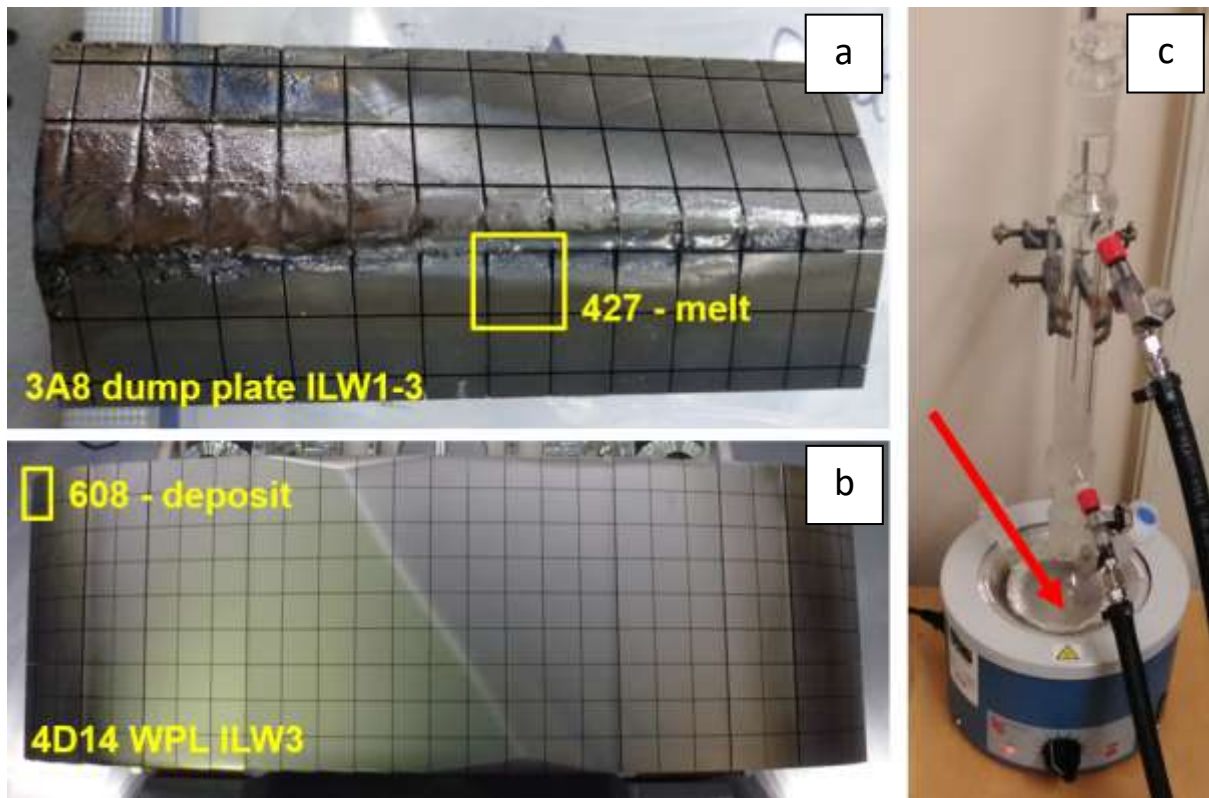 a
427 - melt
3A8 dump plate ILW1-3
b
608 - deposit
4D14 WPL ILW3
c